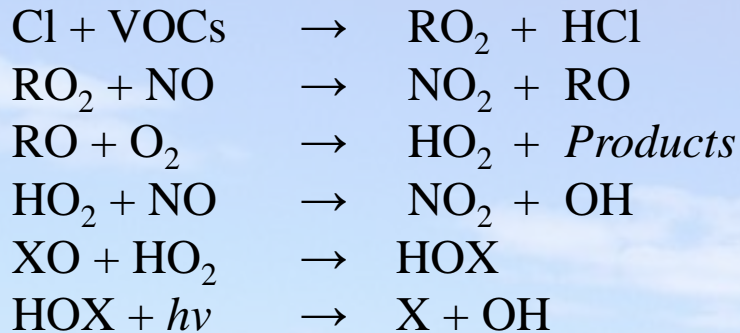 Cl + VOCs → RO₂ + HCl
RO₂ + NO → NO₂ + RO
RO + O₂ → HO₂ + Products
HO₂ + NO → NO₂ + OH
XO + HO₂ → HOX
HOX + hν → X + OH